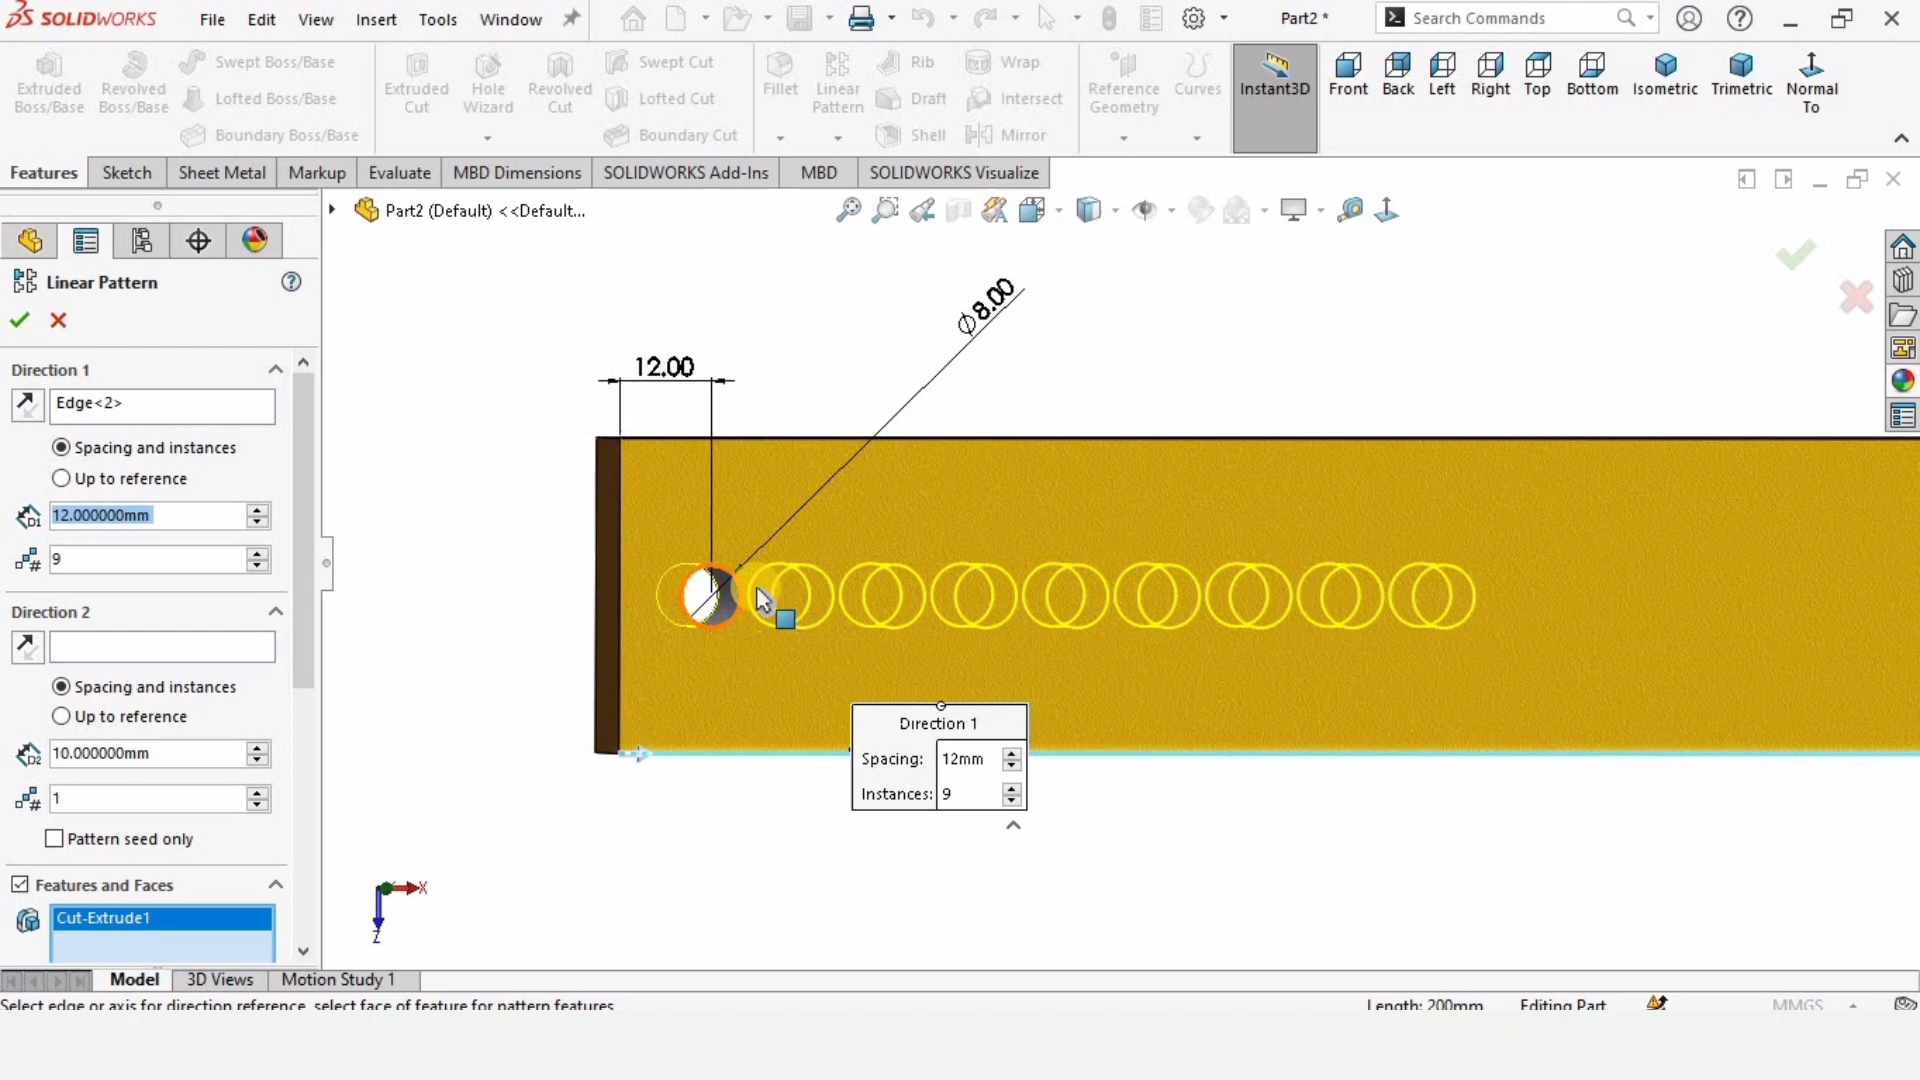 SOLIDWORKS
File Edit View Insert Tools Window
Part2 *
Search Commands
Extruded Boss/Base
Revolved Boss/Base
Swept Boss/Base
Lofted Boss/Base
Boundary Boss/Base
Extruded Cut
Hole Wizard
Revolved Cut
Swept Cut
Lofted Cut
Boundary Cut
Fillet
Linear Pattern
Rib
Draft
Shell
Wrap
Intersect
Mirror
Reference Geometry
Curves
Instant3D
Front
Back
Left
Right
Top
Bottom
Isometric
Trimetric
Normal To
Features Sketch Sheet Metal Markup Evaluate MBD Dimensions SOLIDWORKS Add-Ins MBD SOLIDWORKS Visualize
Part2 (Default) <<Default...
Linear Pattern
Direction 1
Edge<2>
Spacing and instances
Up to reference
D1
12.000000mm
#
9
Direction 2
Spacing and instances
Up to reference
D2
10.000000mm
#
1
Pattern seed only
Features and Faces
Cut-Extrude1
12.00
∅8.00
Direction 1
Spacing: 12mm
Instances: 9
X
Z
Model 3D Views Motion Study 1
Select edge or axis for direction reference, select face of feature for pattern features
Length: 200mm Editing Part MMGS